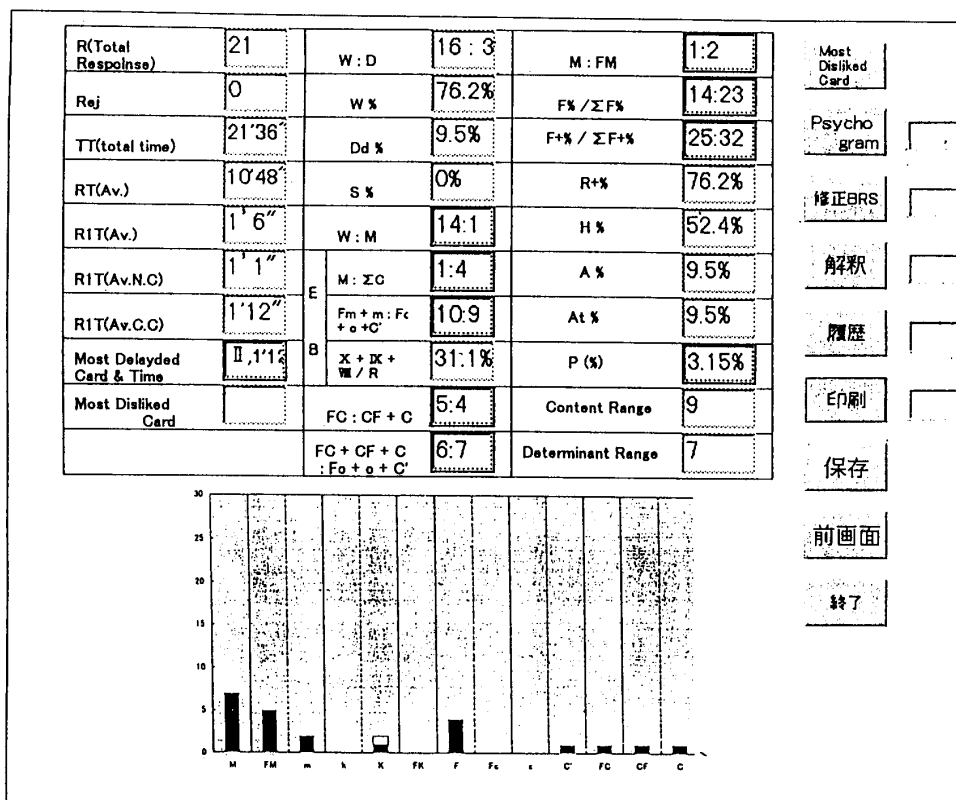 R(Total Respoinse) 21 W : D 16 : 3 M : FM 1:2
Rej 0 W % 76.2% F% / ΣF% 14:23
TT(total time) 21'36" Dd % 9.5% F+% / ΣF+% 25:32
RT(Av.) 10'48" S % 0% R+% 76.2%
R1T(Av.) 1'6" W : M 14:1 H % 52.4%
R1T(Av.N.C) 1'1" E M : ΣC 1:4 A % 9.5%
R1T(Av.C.C) 1'12" Fm + m : Fc + o +C' 10:9 At % 9.5%
Most Delayded Card & Time Ⅱ,1'12 B X + IX + Ⅷ / R 31:1% P (%) 3.15%
Most Disliked Card FC : CF + C 5:4 Content Range 9
FC + CF + C : Fo + o + C' 6:7 Determinant Range 7
Most Disliked Card
Psycho gram
修正BRS
解釈
履歴
印刷
保存
前画面
終了
30
25
20
15
10
5
0
M FM m k K FK F Fc c C' FC CF C